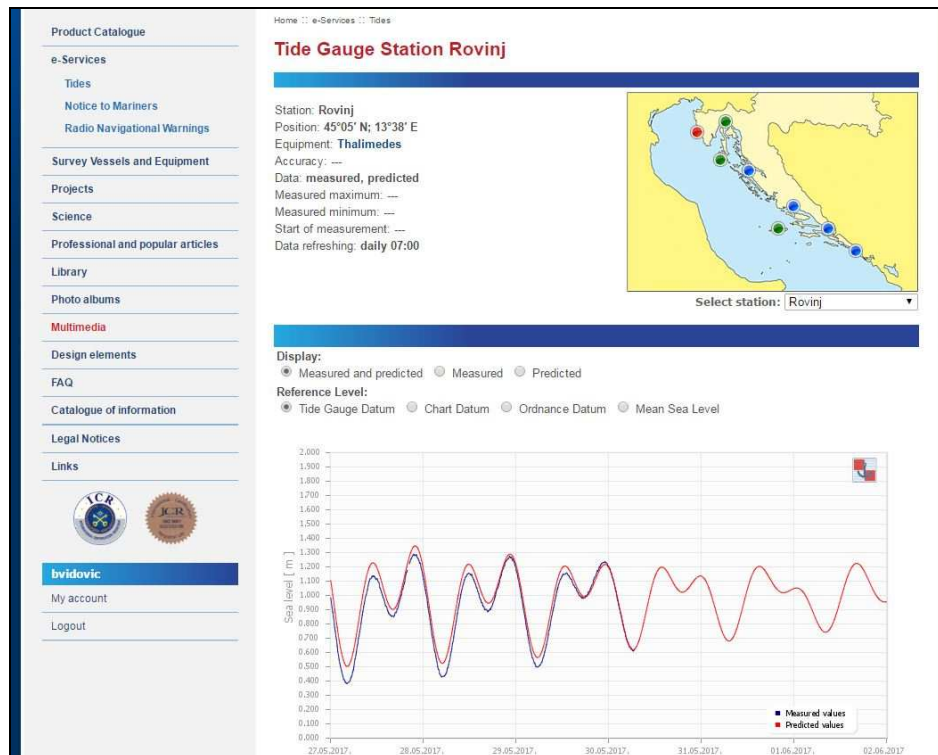 Product Catalogue
e-Services
Tides
Notice to Mariners
Radio Navigational Warnings
Survey Vessels and Equipment
Projects
Science
Professional and popular articles
Library
Photo albums
Multimedia
Design elements
FAQ
Catalogue of information
Legal Notices
Links
ICR
JCR
bvidovic
My account
Logout
Home :: e-Services :: Tides
Tide Gauge Station Rovinj
Station: Rovinj
Position: 45°05' N; 13°38' E
Equipment: Thalimedes
Accuracy: ---
Data: measured, predicted
Measured maximum: ---
Measured minimum: ---
Start of measurement: ---
Data refreshing: daily 07:00
Select station: Rovinj
Display:
Measured and predicted Measured Predicted
Reference Level:
Tide Gauge Datum Chart Datum Ordnance Datum Mean Sea Level
Sea level [ m ]
2.000
1.900
1.800
1.700
1.600
1.500
1.400
1.300
1.200
1.100
1.000
0.900
0.800
0.700
0.600
0.500
0.400
0.300
0.200
0.100
0.000
Measured values
Predicted values
27.05.2017. 28.05.2017. 29.05.2017. 30.05.2017. 31.05.2017. 01.06.2017. 02.06.2017